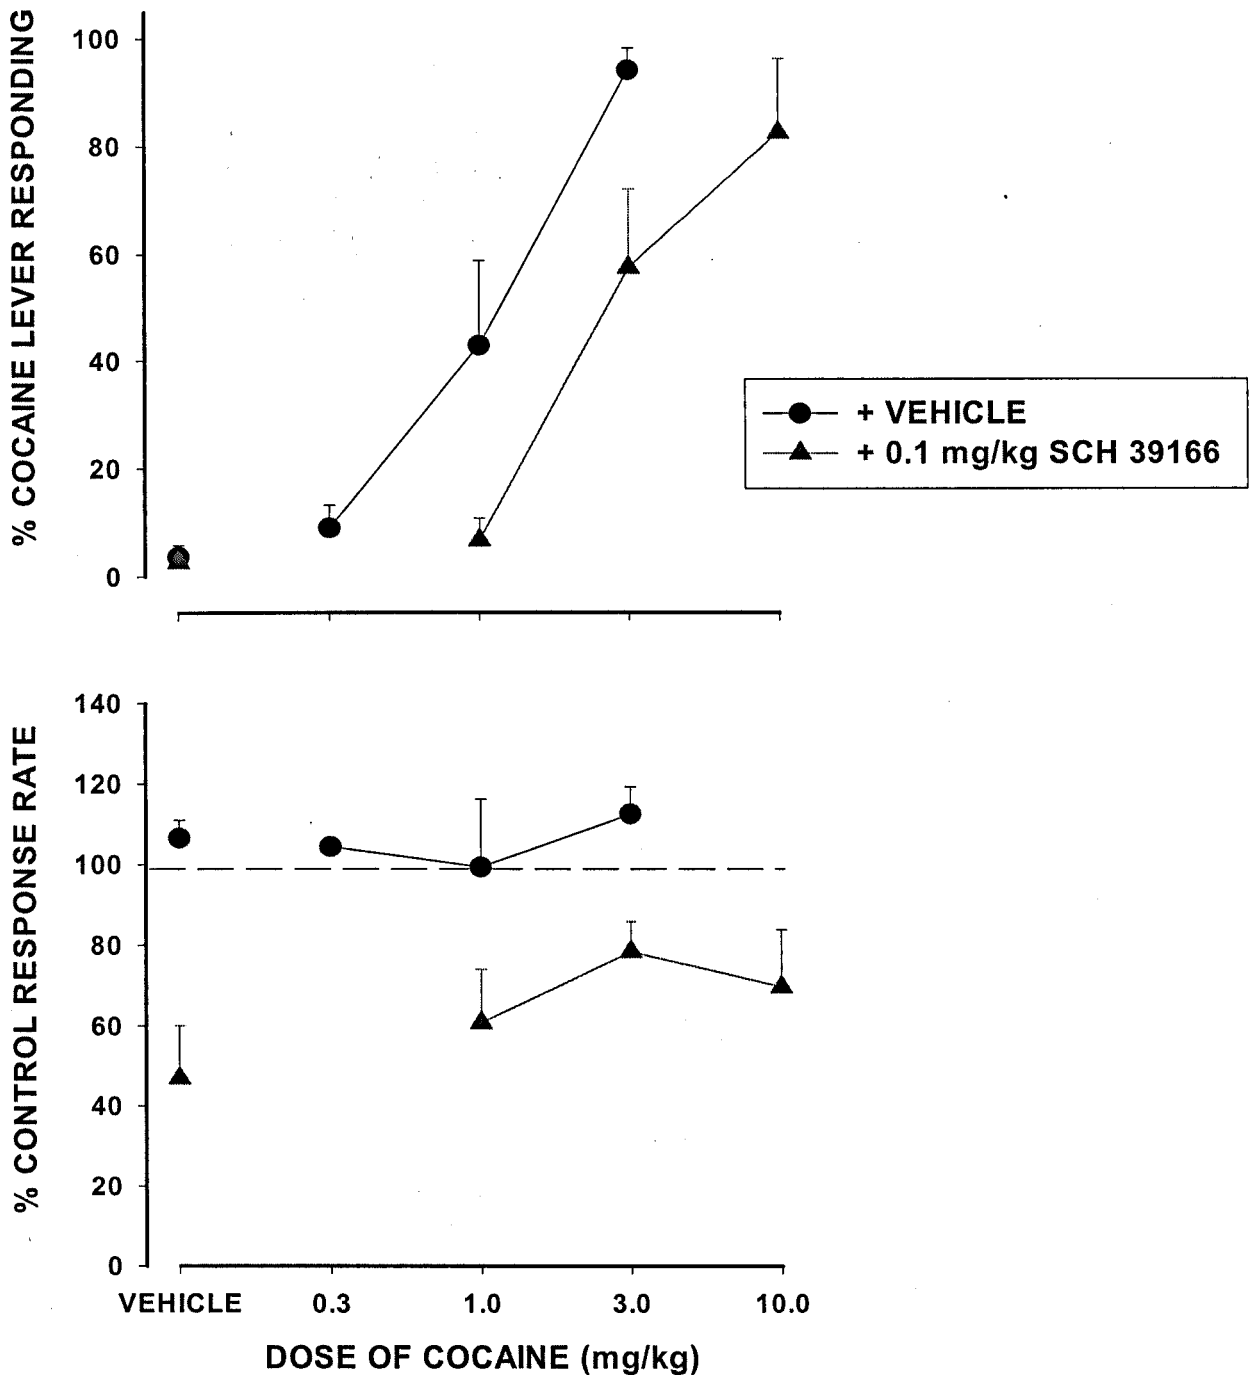 % COCAINE LEVER RESPONDING
100
80
60
40
20
0
+ VEHICLE
+ 0.1 mg/kg SCH 39166
% CONTROL RESPONSE RATE
140
120
100
80
60
40
20
0
VEHICLE 0.3 1.0 3.0 10.0
DOSE OF COCAINE (mg/kg)